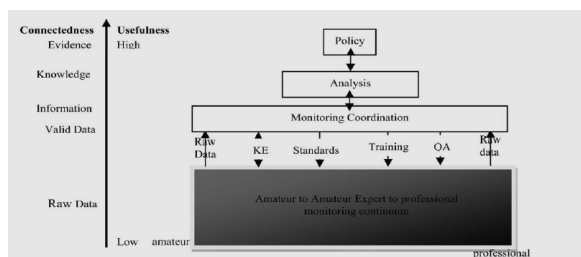 Connectedness Usefulness
Evidence High
Policy
Knowledge
Analysis
Information
Monitoring Coordination
Valid Data
Raw Data
KE
Standards
Training
QA
Raw data
Raw Data
Amateur to Amateur Expert to professional
monitoring continuum
Low amateur
professional